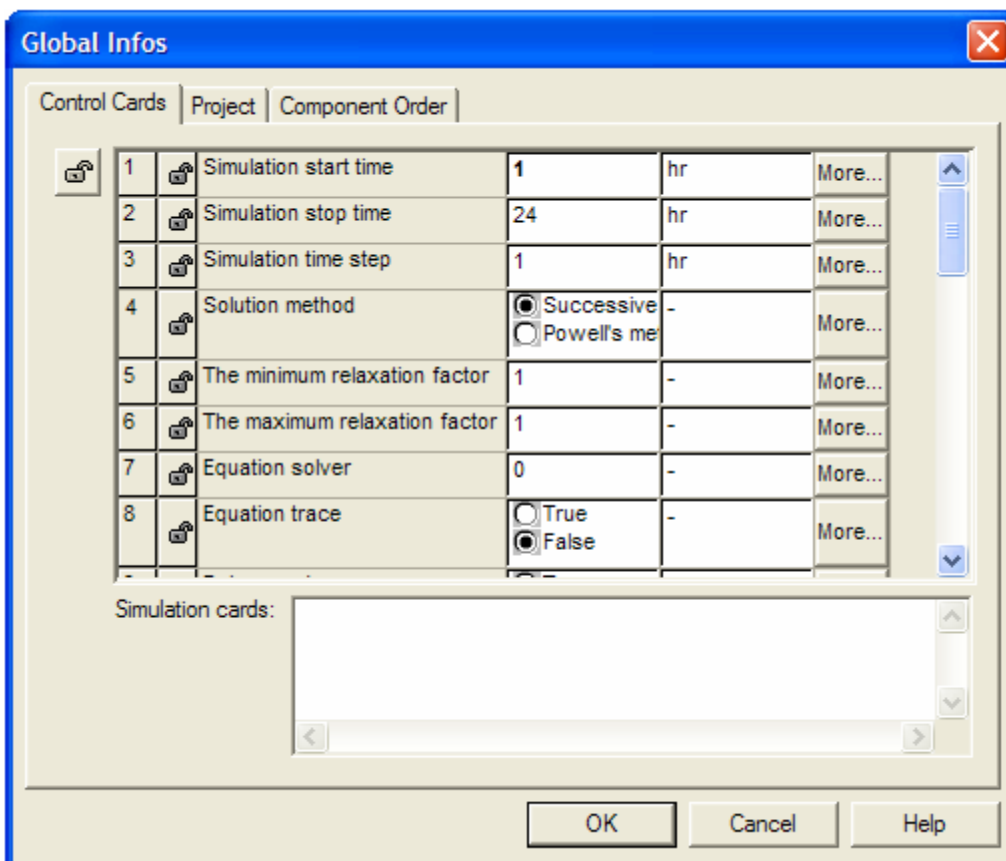 Global Infos
Control Cards Project Component Order
1 Simulation start time 1 hr More...
2 Simulation stop time 24 hr More...
3 Simulation time step 1 hr More...
4 Solution method Successive - More...
Powell's me
5 The minimum relaxation factor 1 - More...
6 The maximum relaxation factor 1 - More...
7 Equation solver 0 - More...
8 Equation trace True - More...
False
Simulation cards:
OK Cancel Help